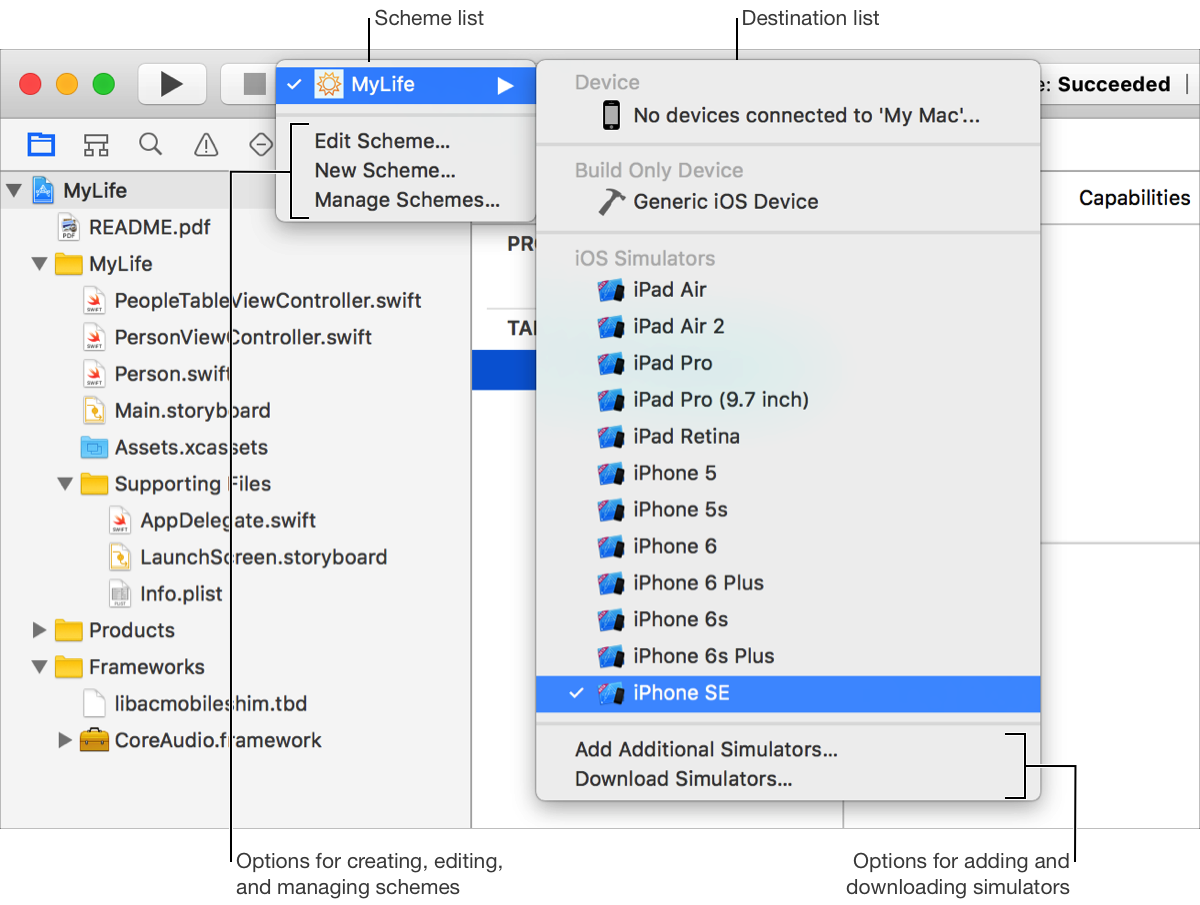 Scheme list
Destination list
MyLife
Edit Scheme...
New Scheme...
Manage Schemes...
Device
No devices connected to 'My Mac'...
Build Only Device
Generic iOS Device
iOS Simulators
iPad Air
iPad Air 2
iPad Pro
iPad Pro (9.7 inch)
iPad Retina
iPhone 5
iPhone 5s
iPhone 6
iPhone 6 Plus
iPhone 6s
iPhone 6s Plus
iPhone SE
Add Additional Simulators...
Download Simulators...
e: Succeeded |
Capabilities
PRO
TA
MyLife
README.pdf
MyLife
PeopleTableViewController.swift
PersonViewController.swift
Person.swift
Main.storyboard
Assets.xcassets
Supporting Files
AppDelegate.swift
LaunchScreen.storyboard
Info.plist
Products
Frameworks
libacmobileshim.tbd
CoreAudio.framework
Options for creating, editing,
and managing schemes
Options for adding and
downloading simulators